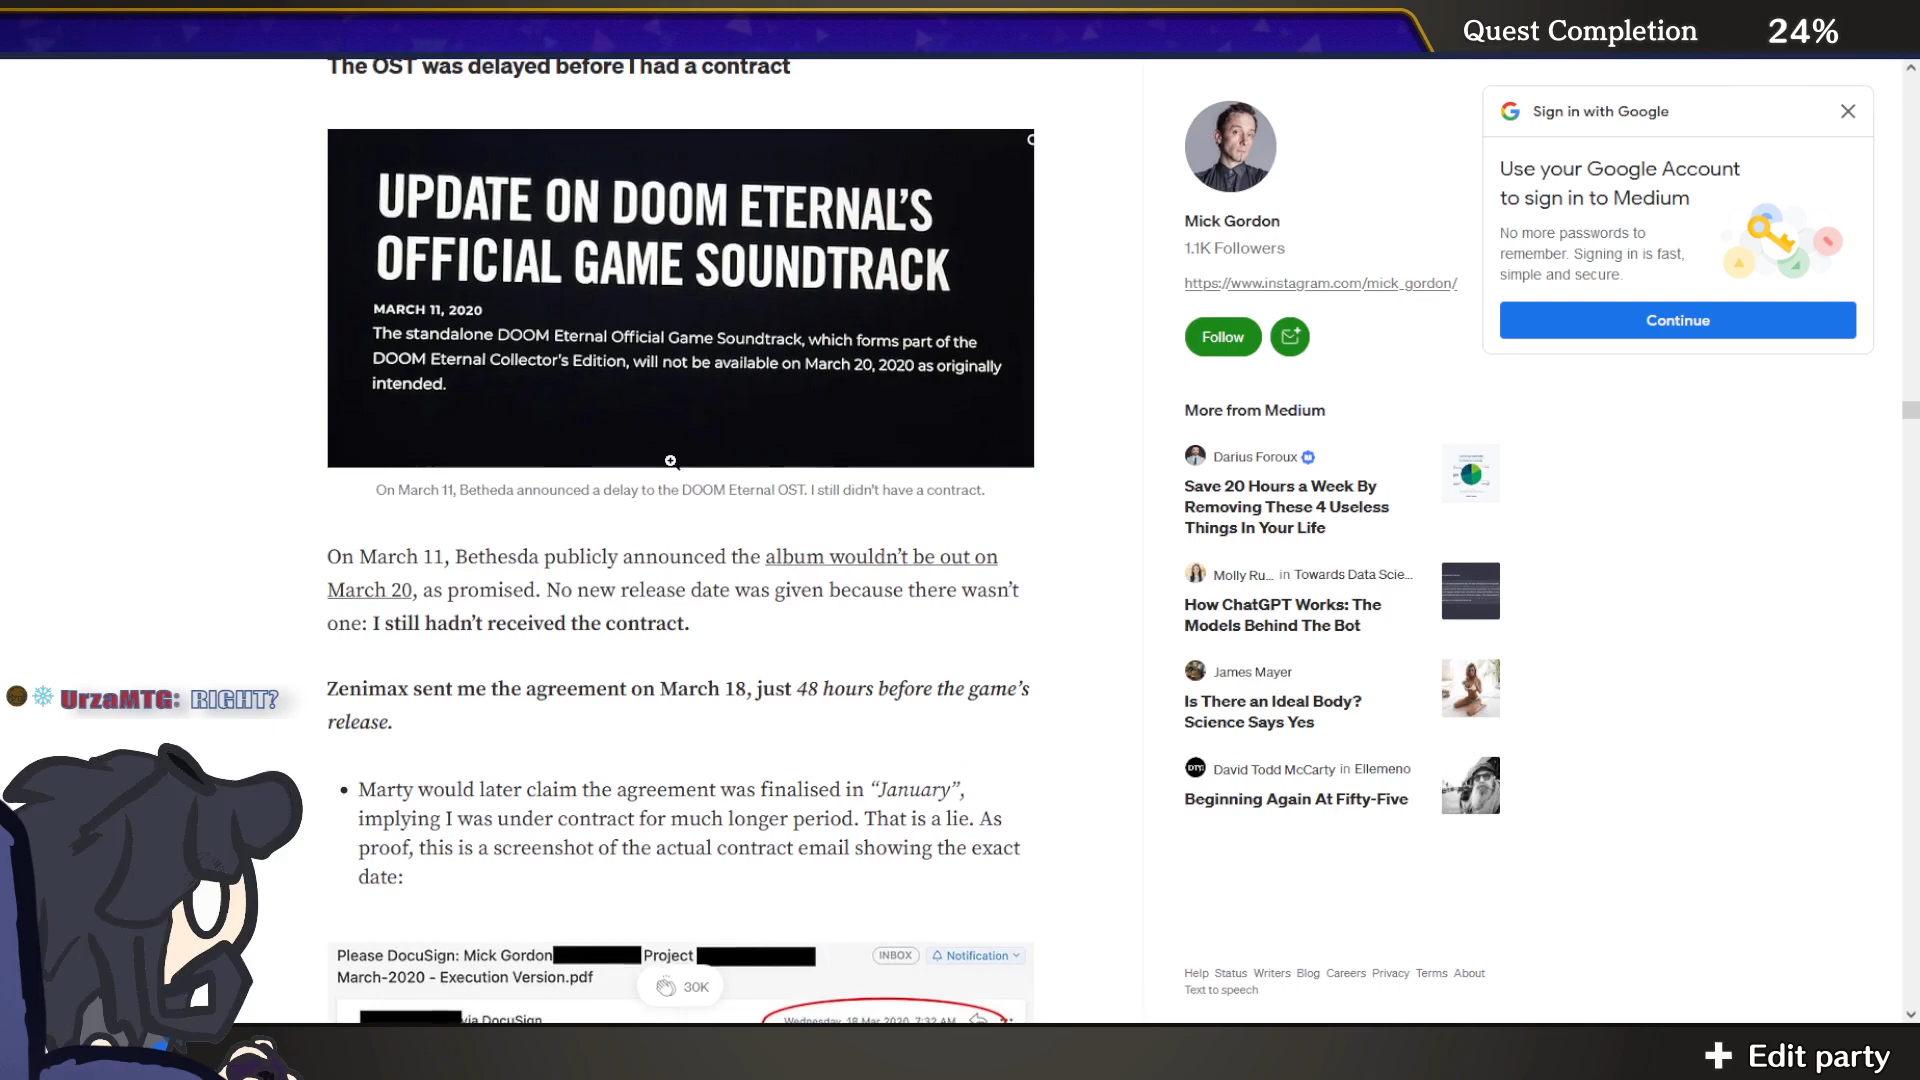 Quest Completion 24%
The OST was delayed before I had a contract
UPDATE ON DOOM ETERNAL'S
OFFICIAL GAME SOUNDTRACK
MARCH 11, 2020
The standalone DOOM Eternal Official Game Soundtrack, which forms part of the
DOOM Eternal Collector's Edition, will not be available on March 20, 2020 as originally
intended.
On March 11, Betheda announced a delay to the DOOM Eternal OST. I still didn't have a contract.
On March 11, Bethesda publicly announced the album wouldn't be out on
March 20, as promised. No new release date was given because there wasn't
one: I still hadn't received the contract.
Zenimax sent me the agreement on March 18, just 48 hours before the game's
release.
• Marty would later claim the agreement was finalised in “January”,
implying I was under contract for much longer period. That is a lie. As
proof, this is a screenshot of the actual contract email showing the exact
date:
Please DocuSign: Mick Gordon Project
March-2020 - Execution Version.pdf
INBOX
Notification
30K
via DocuSign
Wednesday, 18 Mar 2020, 7:32 AM
UrzaMTG: RIGHT?
Mick Gordon
1.1K Followers
https://www.instagram.com/mick_gordon/
Follow
More from Medium
Darius Foroux
Save 20 Hours a Week By
Removing These 4 Useless
Things In Your Life
Molly Ru... in Towards Data Scie...
How ChatGPT Works: The
Models Behind The Bot
James Mayer
Is There an Ideal Body?
Science Says Yes
DTM
David Todd McCarty in Ellemeno
Beginning Again At Fifty-Five
Help Status Writers Blog Careers Privacy Terms About
Text to speech
Sign in with Google
Use your Google Account
to sign in to Medium
No more passwords to
remember. Signing in is fast,
simple and secure.
Continue
Edit party